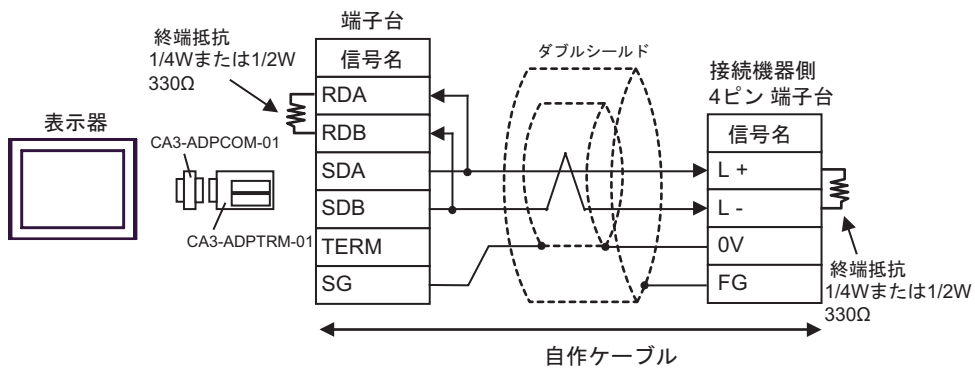 表示器
CA3-ADPCOM-01
CA3-ADPTRM-01
終端抵抗
1/4Wまたは1/2W
330Ω
端子台
信号名
RDA
RDB
SDA
SDB
TERM
SG
ダブルシールド
接続機器側
4ピン 端子台
信号名
L +
L -
0V
FG
終端抵抗
1/4Wまたは1/2W
330Ω
自作ケーブル